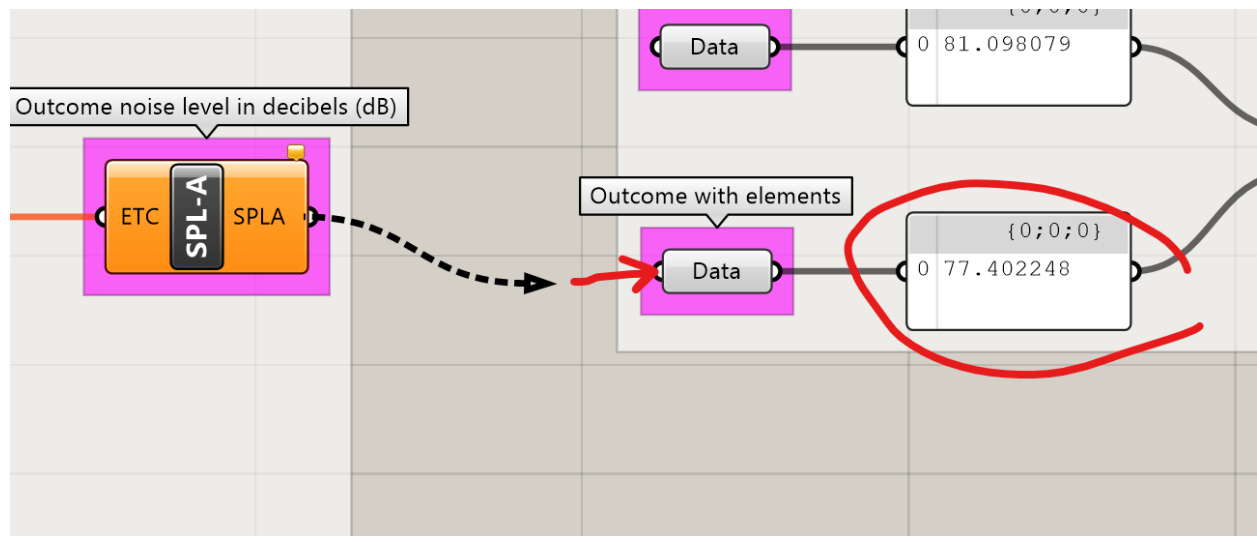 {0;0;0}
Data
0 81.098079
Outcome noise level in decibels (dB)
ETC
SPL-A
SPLA
Outcome with elements
{0;0;0}
Data
0 77.402248